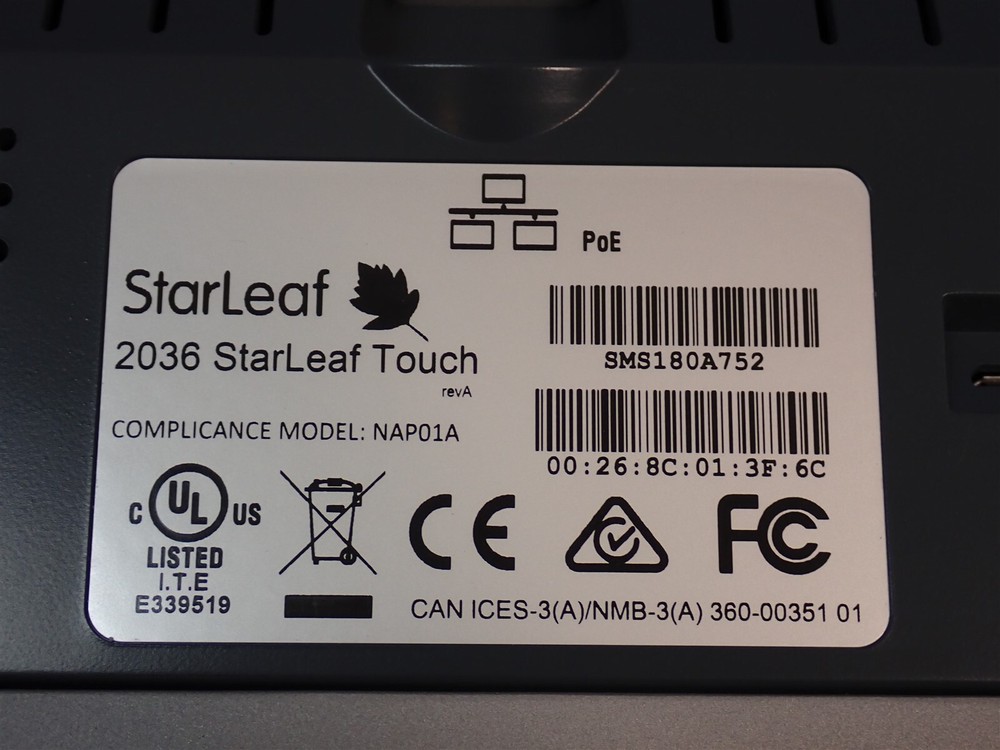 PoE
StarLeaf
2036 StarLeaf Touch
revA
SMS180A752
COMPLICANCE MODEL: NAP01A
00:26:8C:01:3F:6C
C UL US
LISTED
I.T.E
E339519
CE
FC
CAN ICES-3(A)/NMB-3(A) 360-00351 01